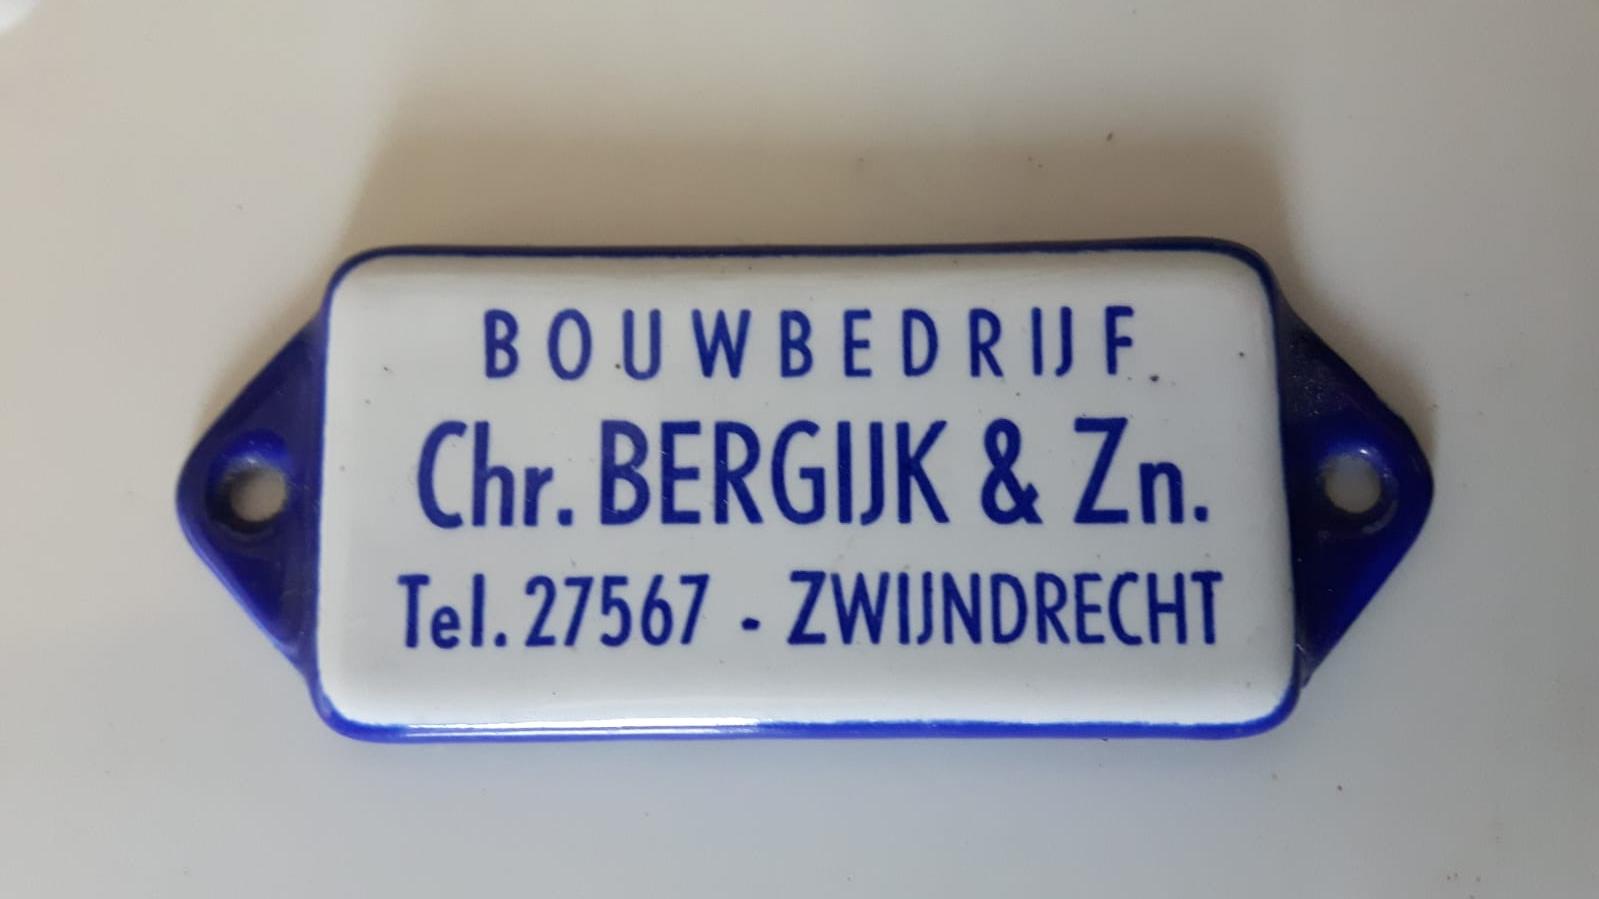 BOUWBEDRIJF
Chr. BERGIJK & Zn.
Tel. 27567 - ZWIJNDRECHT